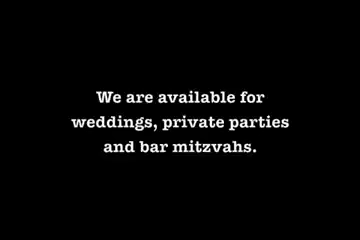 We are available for
weddings, private parties
and bar mitzvahs.